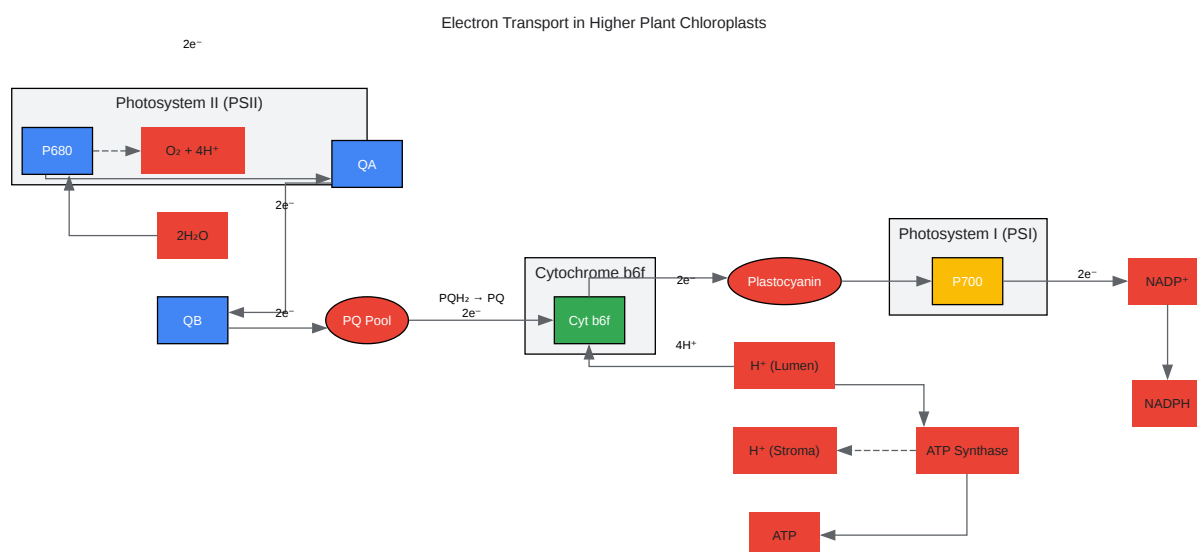 Electron Transport in Higher Plant Chloroplasts
2e⁻
Photosystem II (PSII)
P680
O₂ + 4H⁺
QA
2e⁻
2H₂O
Photosystem I (PSI)
Cytochrome b6f
2e⁻
Plastocyanin
P700
2e⁻
NADP⁺
QB
2e⁻
PQ Pool
PQH₂ → PQ
2e⁻
Cyt b6f
4H⁺
H⁺ (Lumen)
NADPH
H⁺ (Stroma)
ATP Synthase
ATP